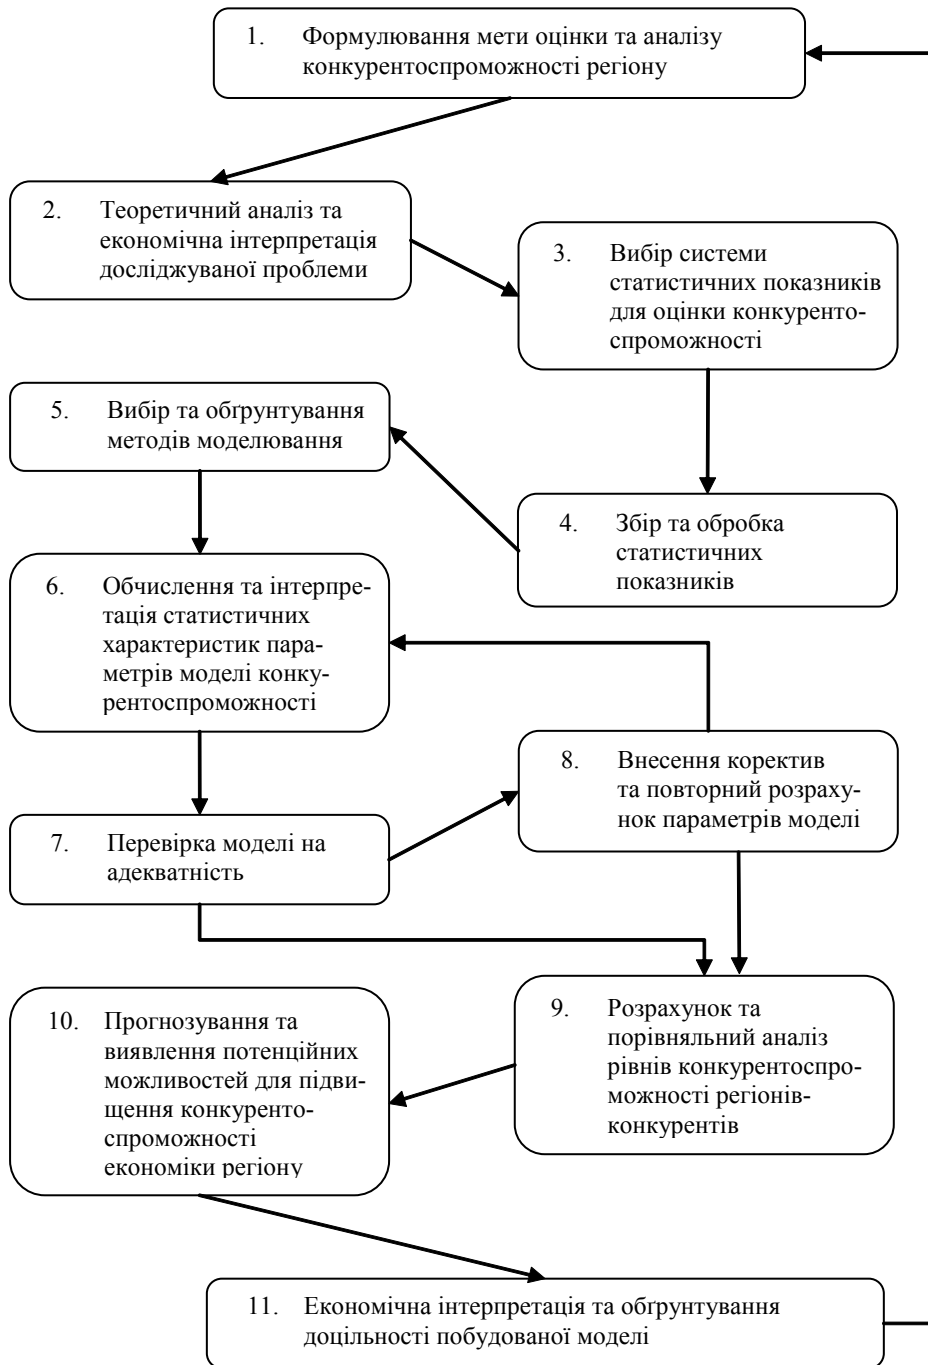 1. Формулювання мети оцінки та аналізу
конкурентоспроможності регіону
2. Теоретичний аналіз та
економічна інтерпретація
досліджуваної проблеми
3. Вибір системи
статистичних показників
для оцінки конкуренто-
спроможності
5. Вибір та обґрунтування
методів моделювання
4. Збір та обробка
статистичних
показників
6. Обчислення та інтерпре-
тація статистичних
характеристик пара-
метрів моделі конку-
рентоспроможності
8. Внесення коректив
та повторний розраху-
нок параметрів моделі
7. Перевірка моделі на
адекватність
9. Розрахунок та
порівняльний аналіз
рівнів конкурентоспро-
можності регіонів-
конкурентів
10. Прогнозування та
виявлення потенційних
можливостей для підви-
щення конкуренто-
спроможності
економіки регіону
11. Економічна інтерпретація та обґрунтування
доцільності побудованої моделі